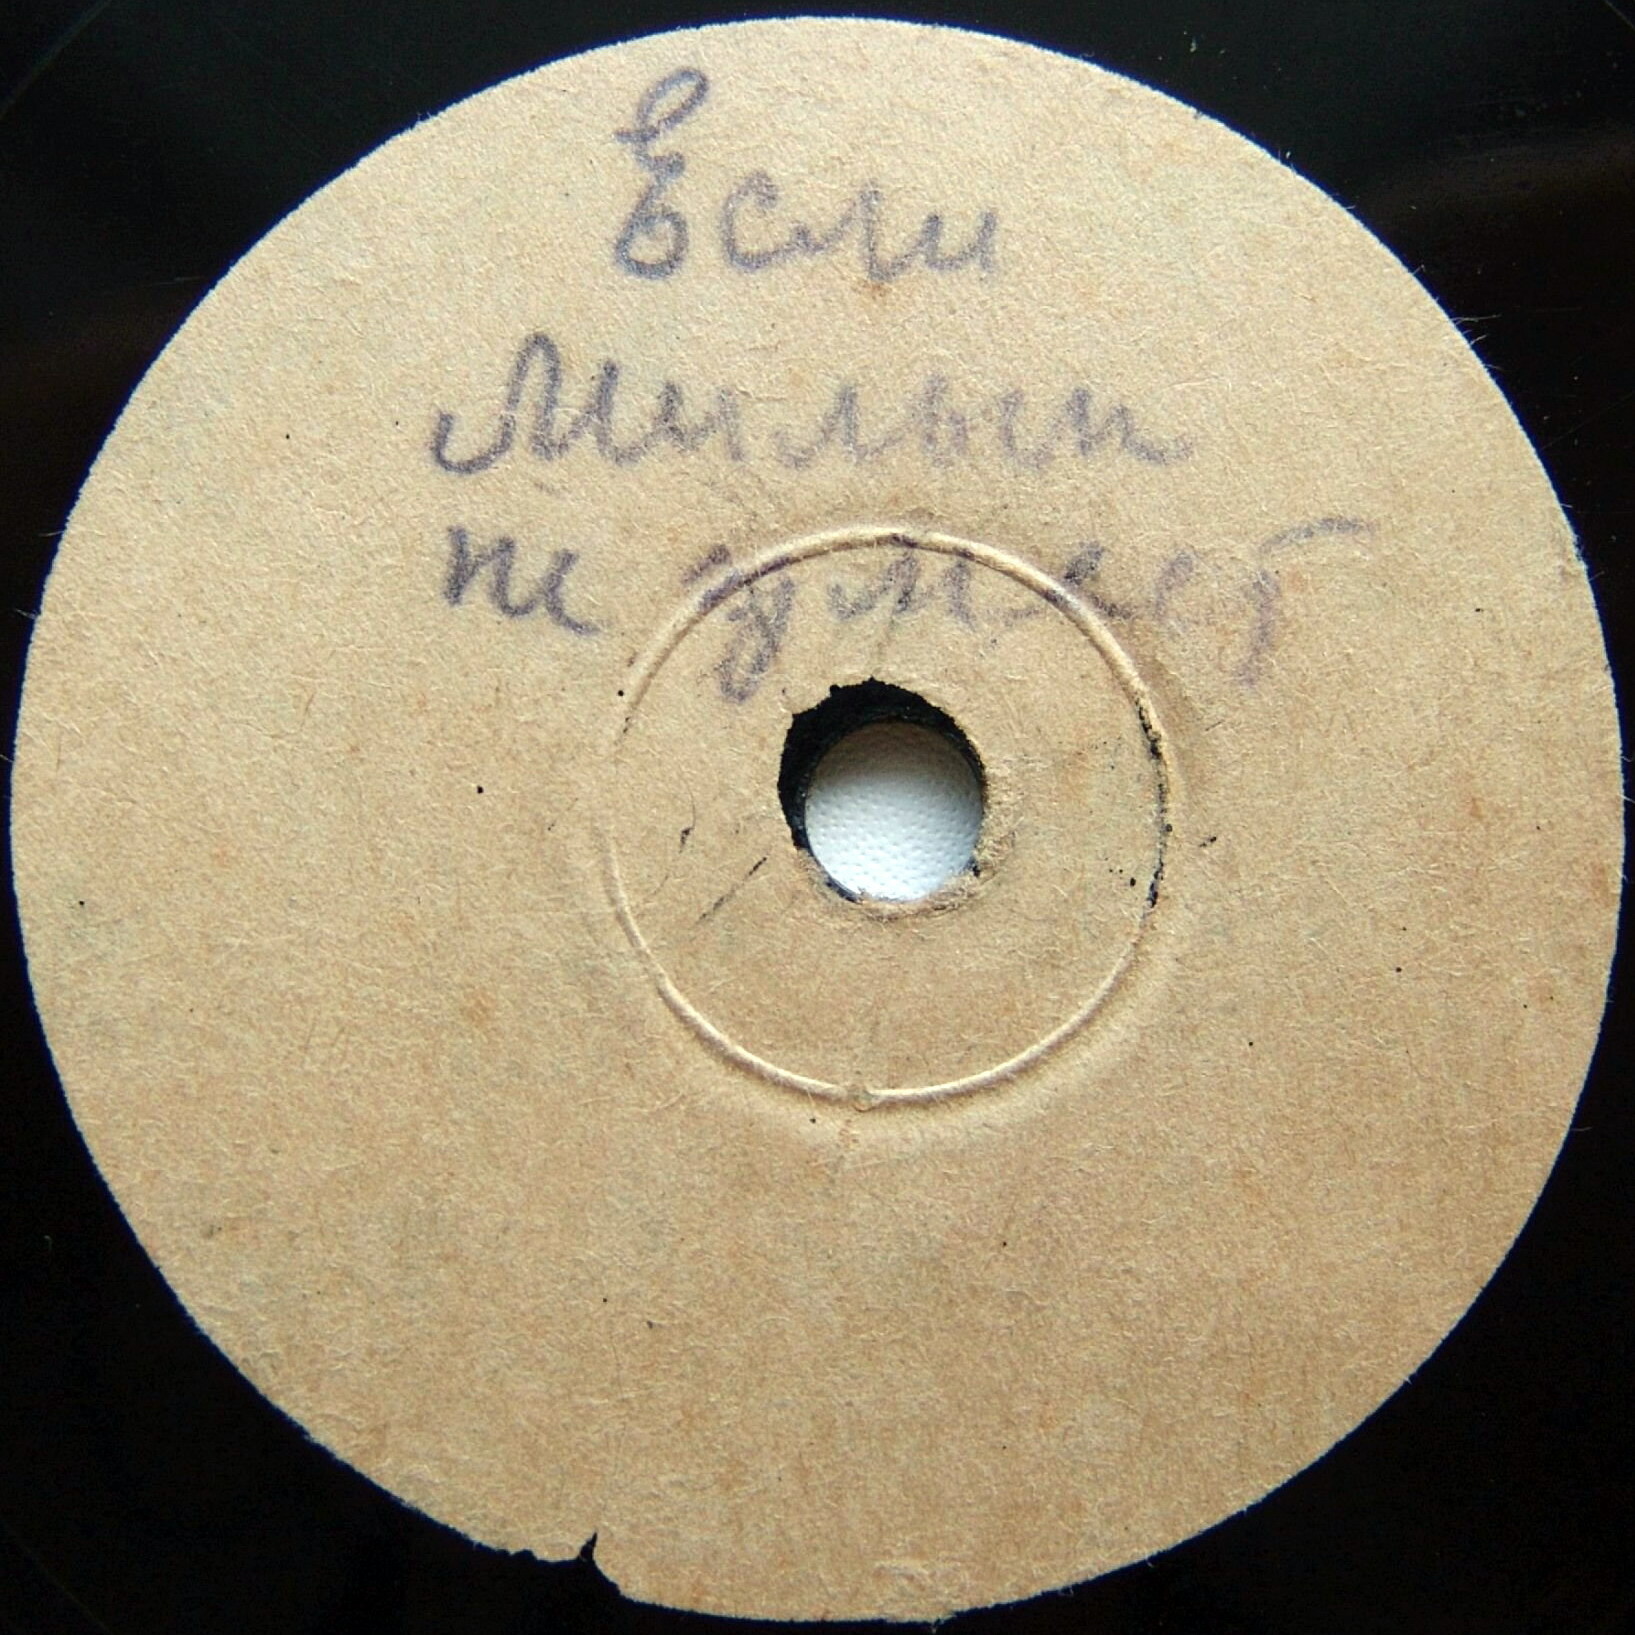 Если
Милый
не умеет